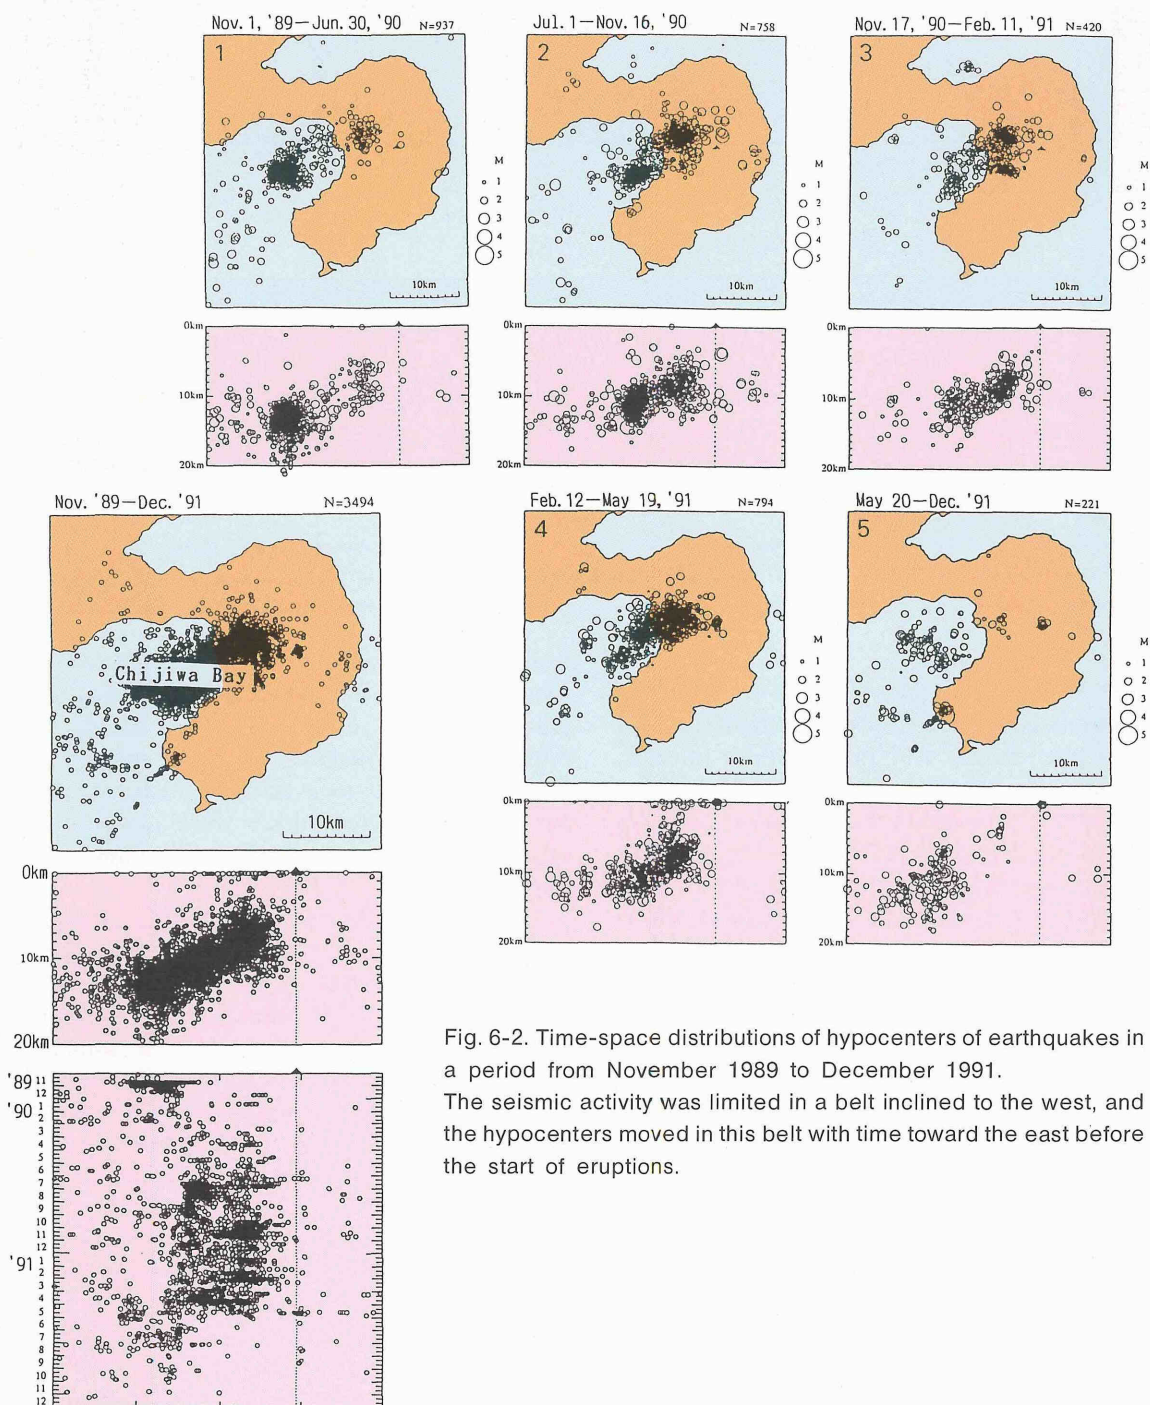 Nov. 1, '89—Jun. 30, '90 N=937
1
10km
M
1
2
3
4
5
0km
10km
20km
Jul. 1—Nov. 16, '90 N=758
2
10km
M
1
2
3
4
5
0km
10km
20km
Nov. 17, '90—Feb. 11, '91 N=420
3
10km
M
1
2
3
4
5
0km
10km
20km
Nov. '89—Dec. '91 N=3494
Chijiwa Bay
10km
0km
10km
20km
'89 11
12
'90 1
2
3
4
5
6
7
8
9
10
11
12
'91 1
2
3
4
5
6
7
8
9
10
11
12
Feb. 12—May 19, '91 N=794
4
10km
M
1
2
3
4
5
0km
10km
20km
May 20—Dec. '91 N=221
5
10km
M
1
2
3
4
5
0km
10km
20km
Fig. 6-2. Time-space distributions of hypocenters of earthquakes in
a period from November 1989 to December 1991.
The seismic activity was limited in a belt inclined to the west, and
the hypocenters moved in this belt with time toward the east before
the start of eruptions.